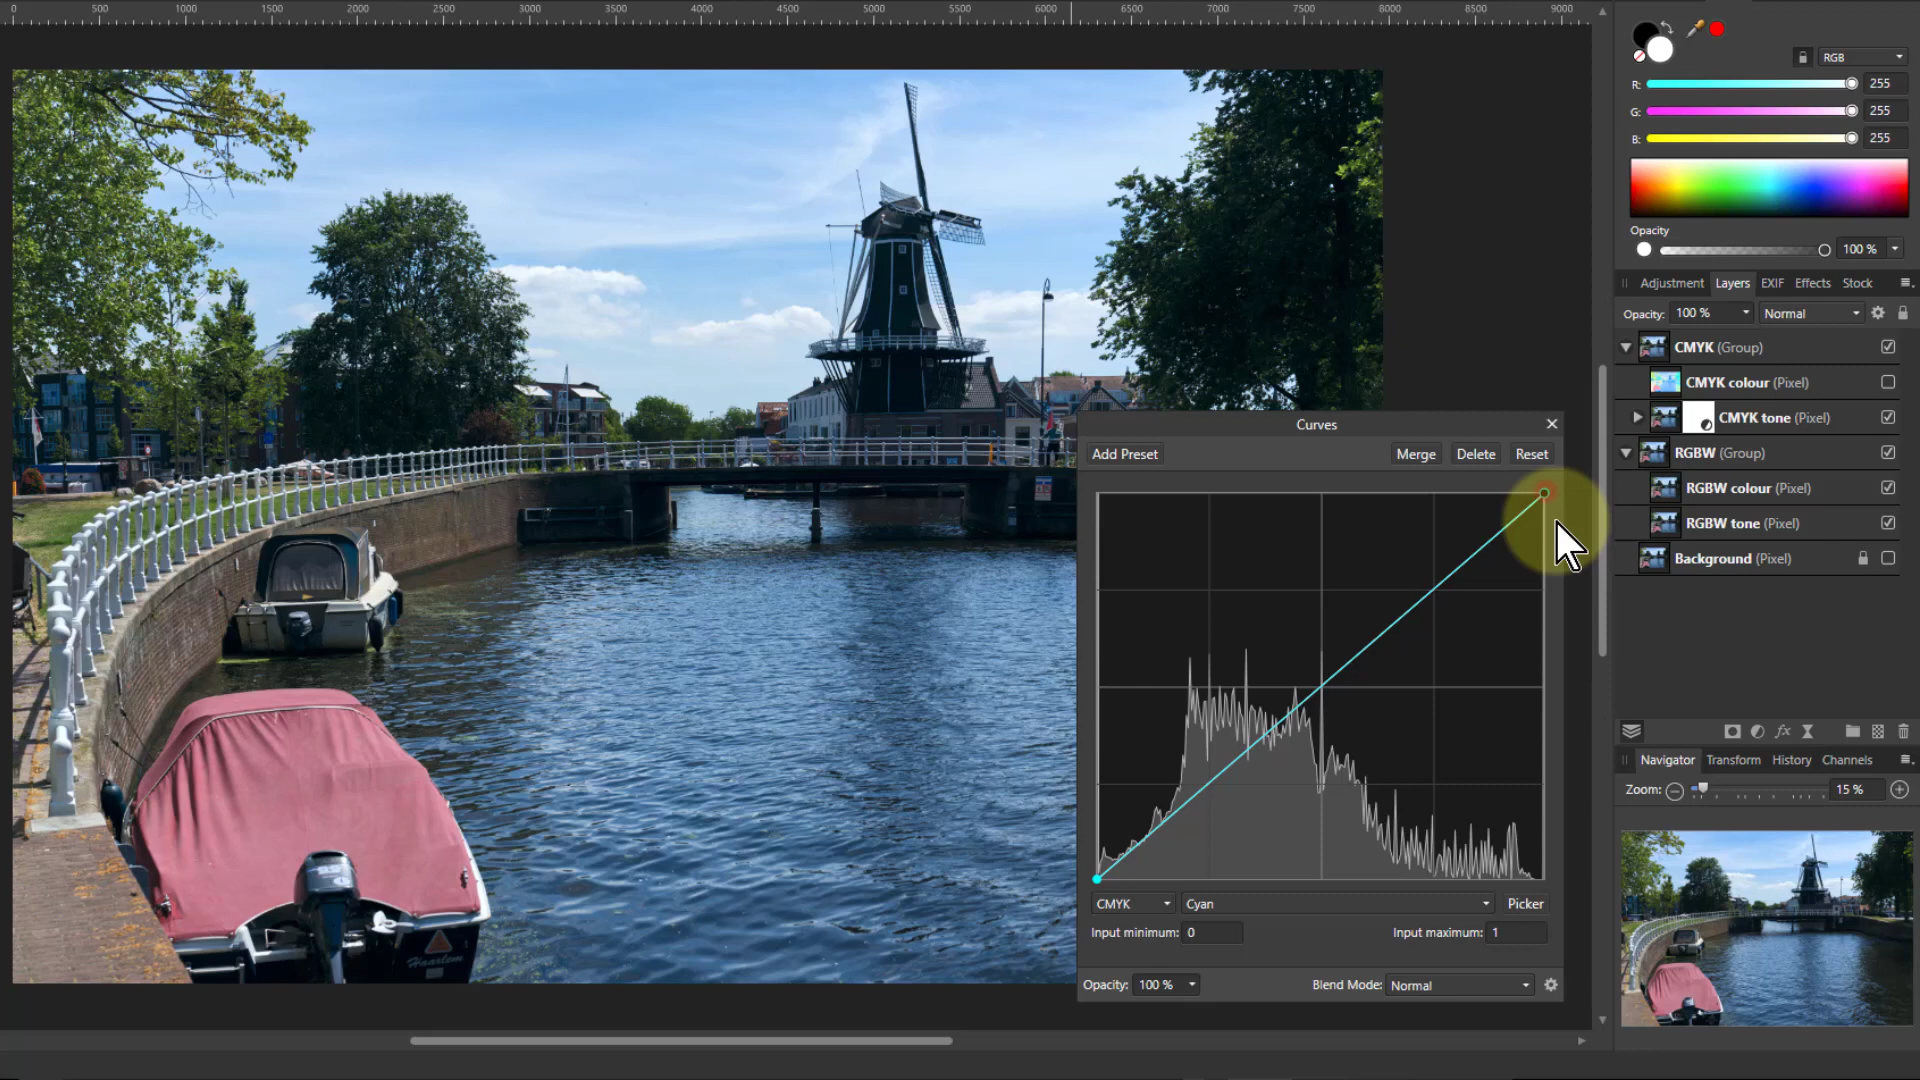 0 500 1000 1500 2000 2500 3000 3500 4000 4500 5000 5500 6000 6500 7000 7500 8000 8500 9000
RGB
R: 255
G: 255
B: 255
Opacity
100 %
Adjustment Layers EXIF Effects Stock
Opacity: 100 % Normal
CMYK (Group)
CMYK colour (Pixel)
CMYK tone (Pixel)
RGBW (Group)
RGBW colour (Pixel)
RGBW tone (Pixel)
Background (Pixel)
fx
Navigator Transform History Channels
Zoom: 15 %
Curves
Add Preset Merge Delete Reset
CMYK Cyan Picker
Input minimum: 0 Input maximum: 1
Opacity: 100 % Blend Mode: Normal
Haarlem